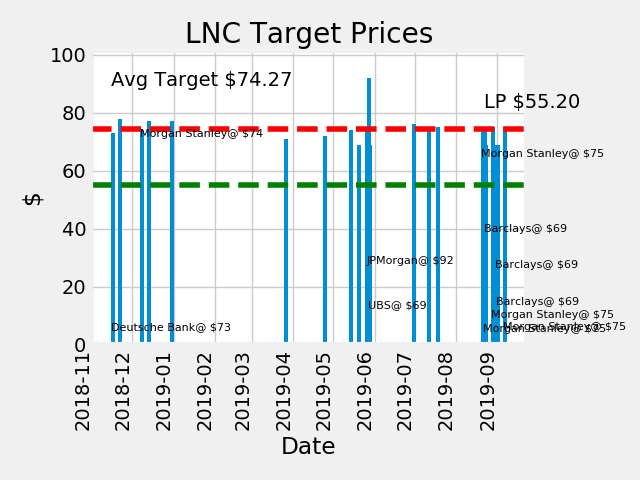 LNC Target Prices
100
Avg Target $74.27
LP $55.20
80
Morgan Stanley@ $74
Morgan Stanley@ $75
60
$
40
Barclays@ $69
JPMorgan@ $92
Barclays@ $69
20
UBS@ $69
Barclays@ $69
Morgan Stanley@ $75
Deutsche Bank@ $73
Morgan Stanley@ $75
Morgan Stanley@ $75
0
2018-11
2018-12
2019-01
2019-02
2019-03
2019-04
2019-05
2019-06
2019-07
2019-08
2019-09
Date